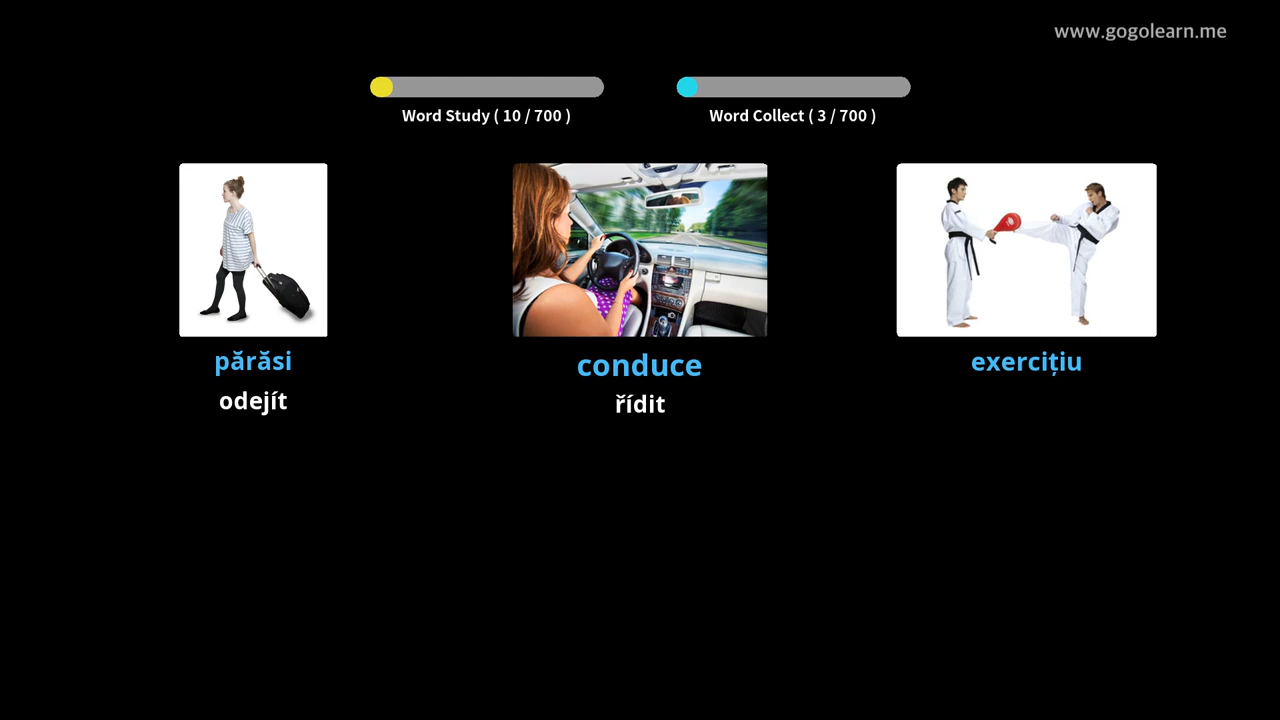 www.gogolearn.me
Word Study ( 10 / 700 )
Word Collect ( 3 / 700 )
părăsi
conduce
exercițiu
odejít
řídit